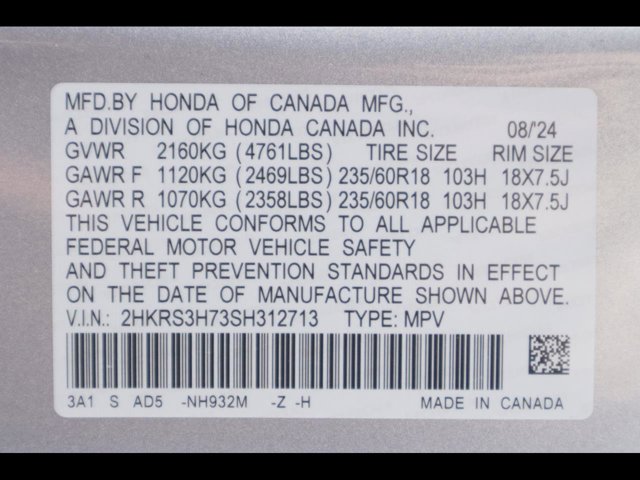 MFD.BY HONDA OF CANADA MFG.,
A DIVISION OF HONDA CANADA INC. 08/'24
GVWR 2160KG (4761LBS) TIRE SIZE RIM SIZE
GAWR F 1120KG (2469LBS) 235/60R18 103H 18X7.5J
GAWR R 1070KG (2358LBS) 235/60R18 103H 18X7.5J
THIS VEHICLE CONFORMS TO ALL APPLICABLE
FEDERAL MOTOR VEHICLE SAFETY
AND THEFT PREVENTION STANDARDS IN EFFECT
ON THE DATE OF MANUFACTURE SHOWN ABOVE.
V.I.N.: 2HKRS3H73SH312713 TYPE: MPV
3A1 S AD5 -NH932M -Z -H MADE IN CANADA